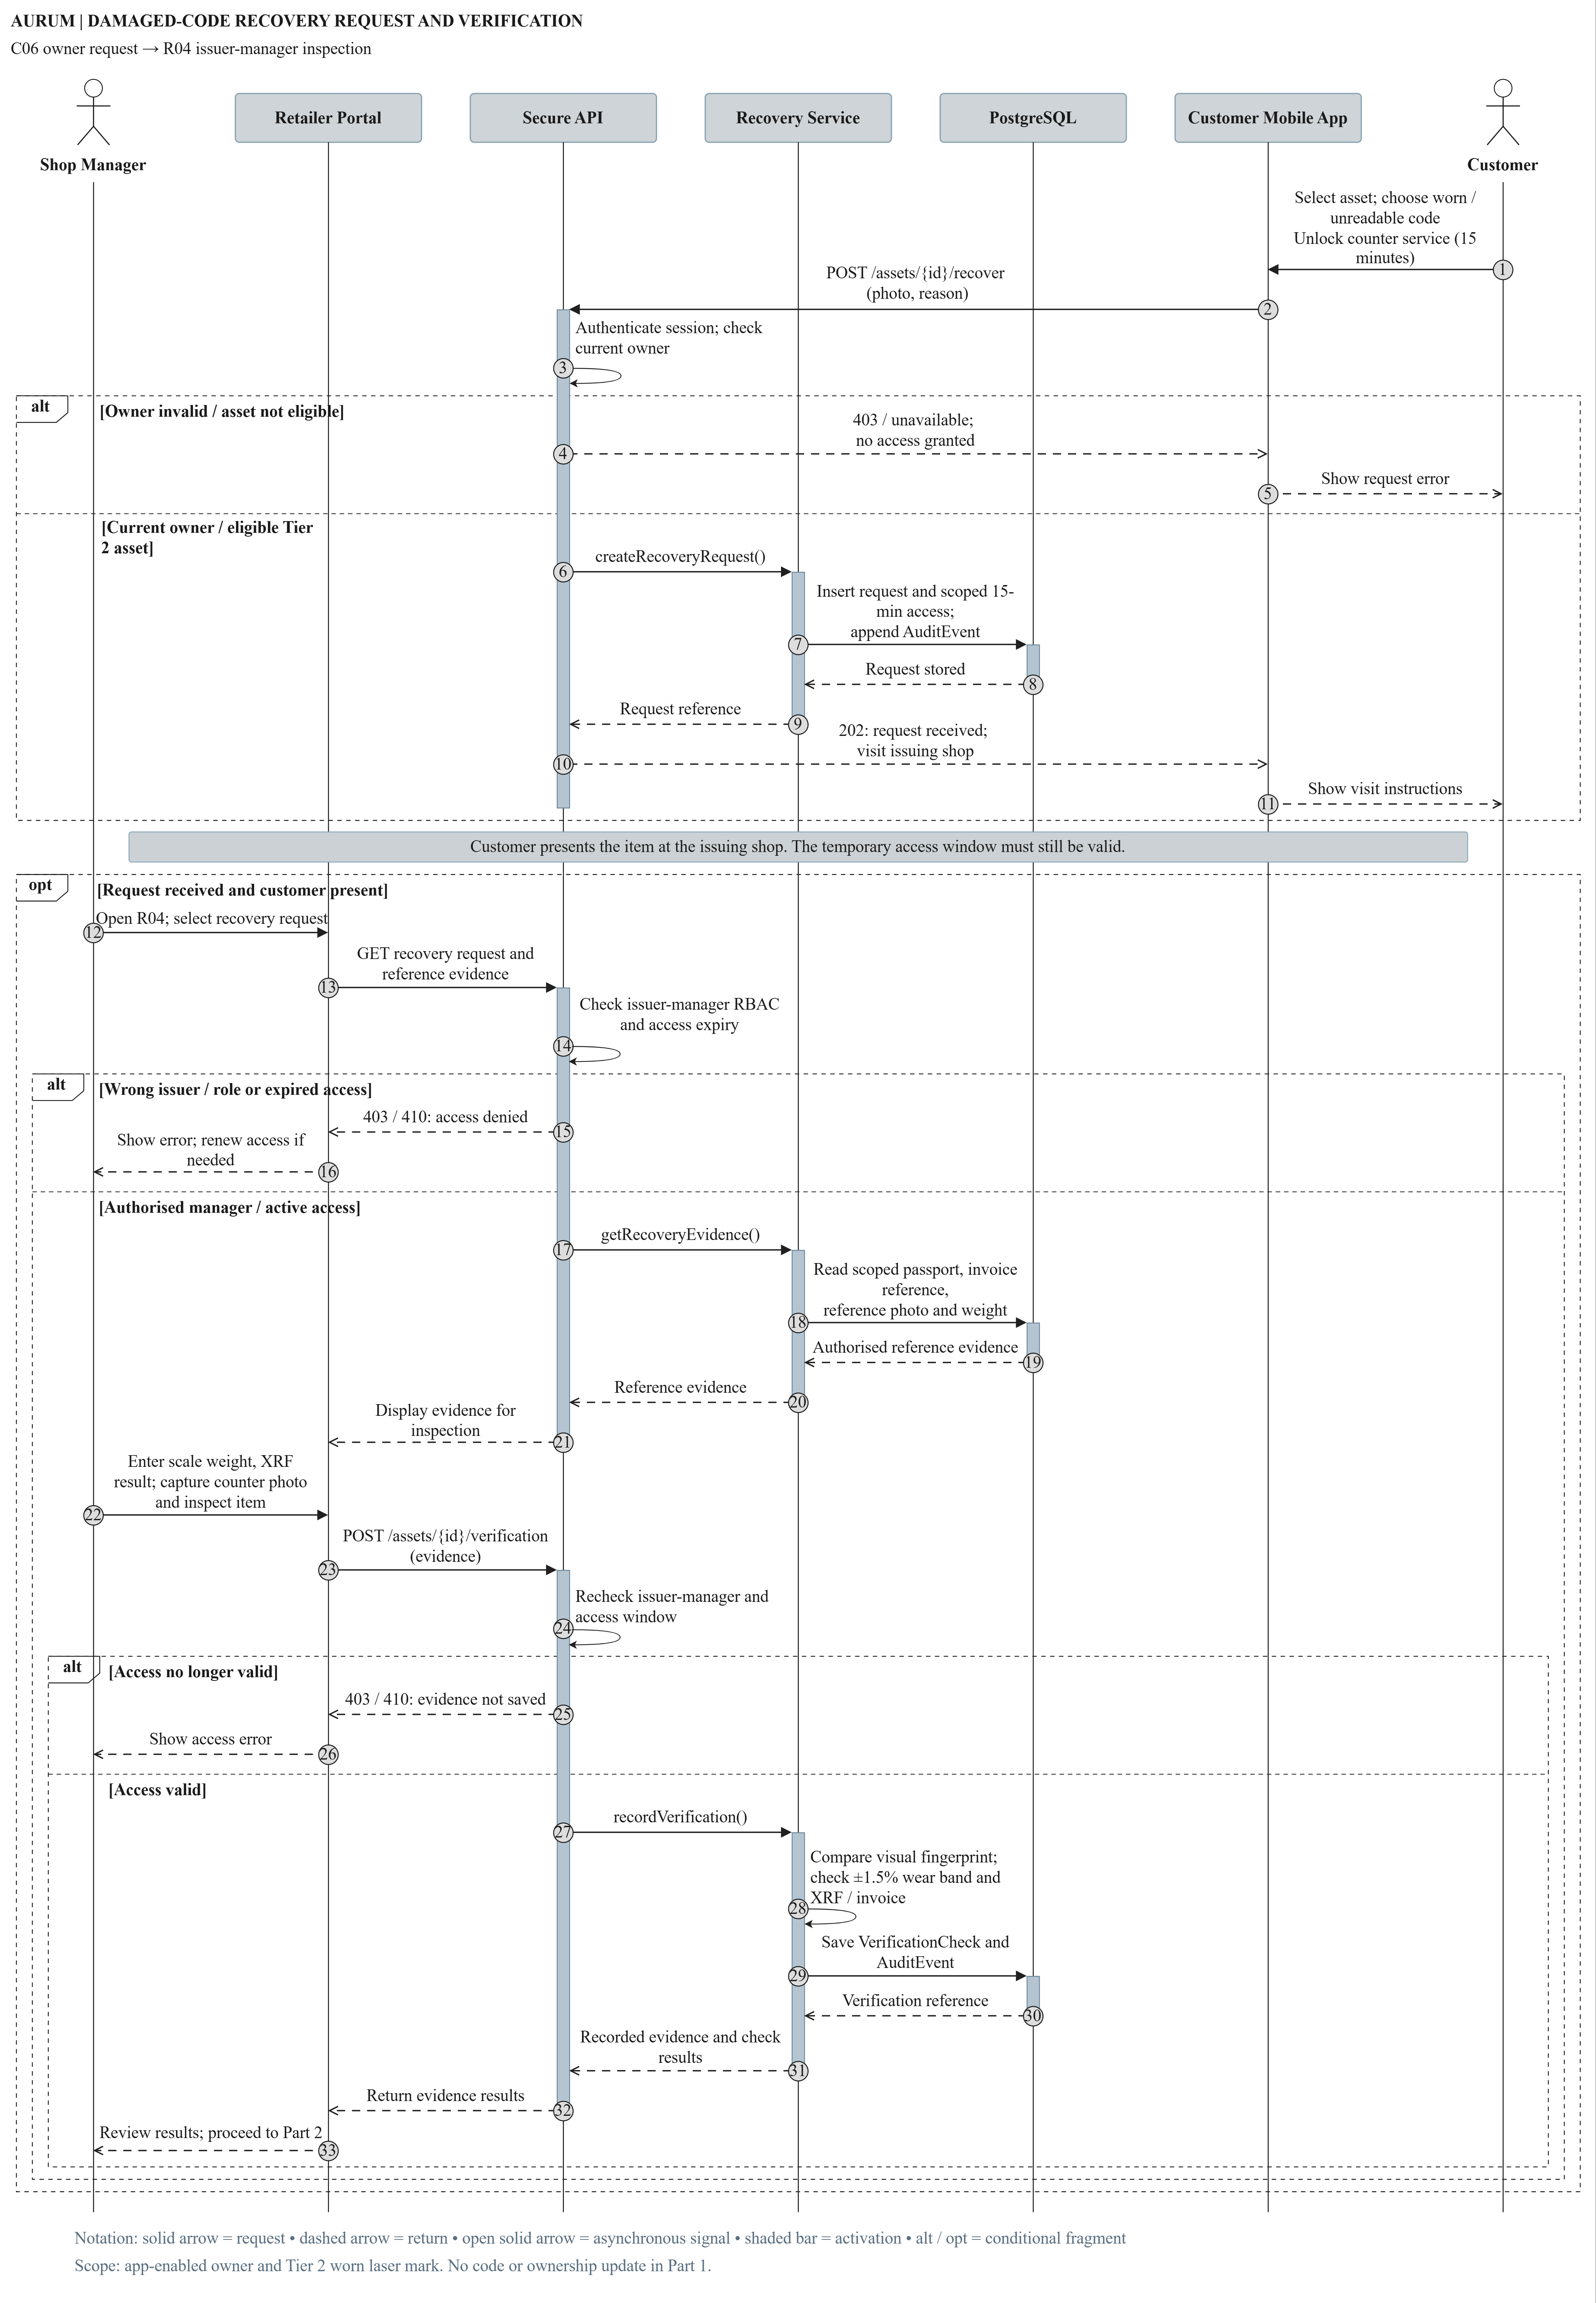 AURUM | DAMAGED-CODE RECOVERY REQUEST AND VERIFICATION
C06 owner request → R04 issuer-manager inspection
Shop Manager
Retailer Portal
Secure API
Recovery Service
PostgreSQL
Customer Mobile App
Customer
Select asset; choose worn /
unreadable code
Unlock counter service (15
minutes)
1
POST /assets/{id}/recover
(photo, reason)
2
Authenticate session; check
current owner
3
alt
[Owner invalid / asset not eligible]
403 / unavailable;
no access granted
4
Show request error
5
[Current owner / eligible Tier
2 asset]
createRecoveryRequest()
6
Insert request and scoped 15-
min access;
append AuditEvent
7
Request stored
8
Request reference
9
202: request received;
visit issuing shop
10
Show visit instructions
11
Customer presents the item at the issuing shop. The temporary access window must still be valid.
opt
[Request received and customer present]
Open R04; select recovery request
12
GET recovery request and
reference evidence
13
Check issuer-manager RBAC
and access expiry
14
alt
[Wrong issuer / role or expired access]
403 / 410: access denied
15
Show error; renew access if
needed
16
[Authorised manager / active access]
getRecoveryEvidence()
17
Read scoped passport, invoice
reference,
reference photo and weight
18
Authorised reference evidence
19
Reference evidence
20
Display evidence for
inspection
21
Enter scale weight, XRF
result; capture counter photo
and inspect item
22
POST /assets/{id}/verification
(evidence)
23
Recheck issuer-manager and
access window
24
alt
[Access no longer valid]
403 / 410: evidence not saved
25
Show access error
26
[Access valid]
recordVerification()
27
Compare visual fingerprint;
check ±1.5% wear band and
XRF / invoice
28
Save VerificationCheck and
AuditEvent
29
Verification reference
30
Recorded evidence and check
results
31
Return evidence results
32
Review results; proceed to Part 2
33
Notation: solid arrow = request • dashed arrow = return • open solid arrow = asynchronous signal • shaded bar = activation • alt / opt = conditional fragment
Scope: app-enabled owner and Tier 2 worn laser mark. No code or ownership update in Part 1.